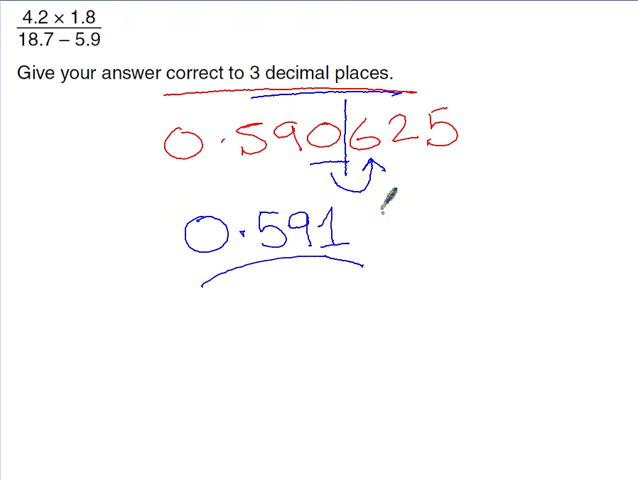 4.2 × 1.8
18.7 – 5.9
Give your answer correct to 3 decimal places.
0.590625
0.591